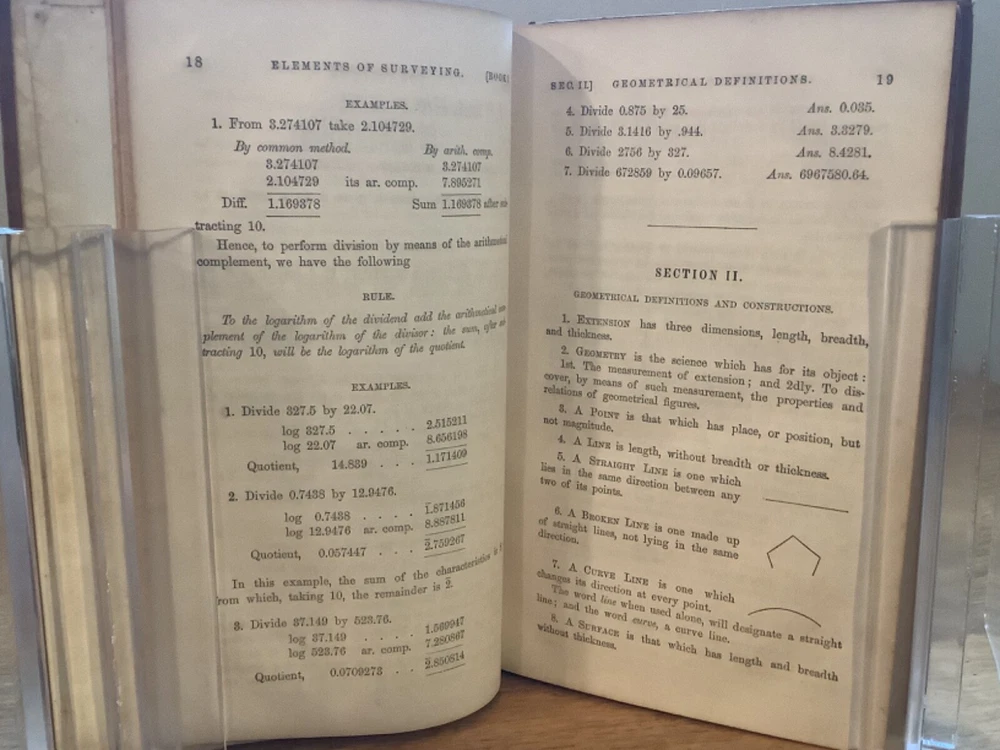 18 ELEMENTS OF SURVEYING. [BOOK
EXAMPLES.
1. From 3.274107 take 2.104729.
By common method. By arith. comp.
3.274107 3.274107
2.104729 its ar. comp. 7.895271
Diff. 1.169378 Sum 1.169378 after
tracting 10.
Hence, to perform division by means of the arithmetical
complement, we have the following
RULE.
To the logarithm of the dividend add the arithmetical com
plement of the logarithm of the divisor: the sum, after
tracting 10, will be the logarithm of the quotient.
EXAMPLES.
1. Divide 327.5 by 22.07.
log 327.5 . . . . . 2.515211
log 22.07 ar. comp. 8.656198
Quotient, 14.839 . . . 1.171409
2. Divide 0.7438 by 12.9476.
log 0.7438 . . . . 1̅.871456
log 12.9476 ar. comp. 8.887811
Quotient, 0.057447 . . . 2̅.759267
In this example, the sum of the characteristics is
from which, taking 10, the remainder is 2̅.
3. Divide 37.149 by 523.76.
log 37.149 . . . . 1.569947
log 523.76 ar. comp. 7.280867
Quotient, 0.0709273 . . 2̅.850814
SEC. II.] GEOMETRICAL DEFINITIONS. 19
4. Divide 0.875 by 25. Ans. 0.035.
5. Divide 3.1416 by .944. Ans. 3.3279.
6. Divide 2756 by 327. Ans. 8.4281.
7. Divide 672859 by 0.09657. Ans. 6967580.64.
SECTION II.
GEOMETRICAL DEFINITIONS AND CONSTRUCTIONS.
1. EXTENSION has three dimensions, length, breadth,
and thickness.
2. GEOMETRY is the science which has for its object:
1st. The measurement of extension; and 2dly. To dis-
cover, by means of such measurement, the properties and
relations of geometrical figures.
3. A POINT is that which has place, or position, but
not magnitude.
4. A LINE is length, without breadth or thickness.
5. A STRAIGHT LINE is one which
lies in the same direction between any
two of its points.
6. A BROKEN LINE is one made up
of straight lines, not lying in the same
direction.
7. A CURVE LINE is one which
changes its direction at every point.
The word line when used alone, will designate a straight
line; and the word curve, a curve line.
8. A SURFACE is that which has length and breadth
without thickness.